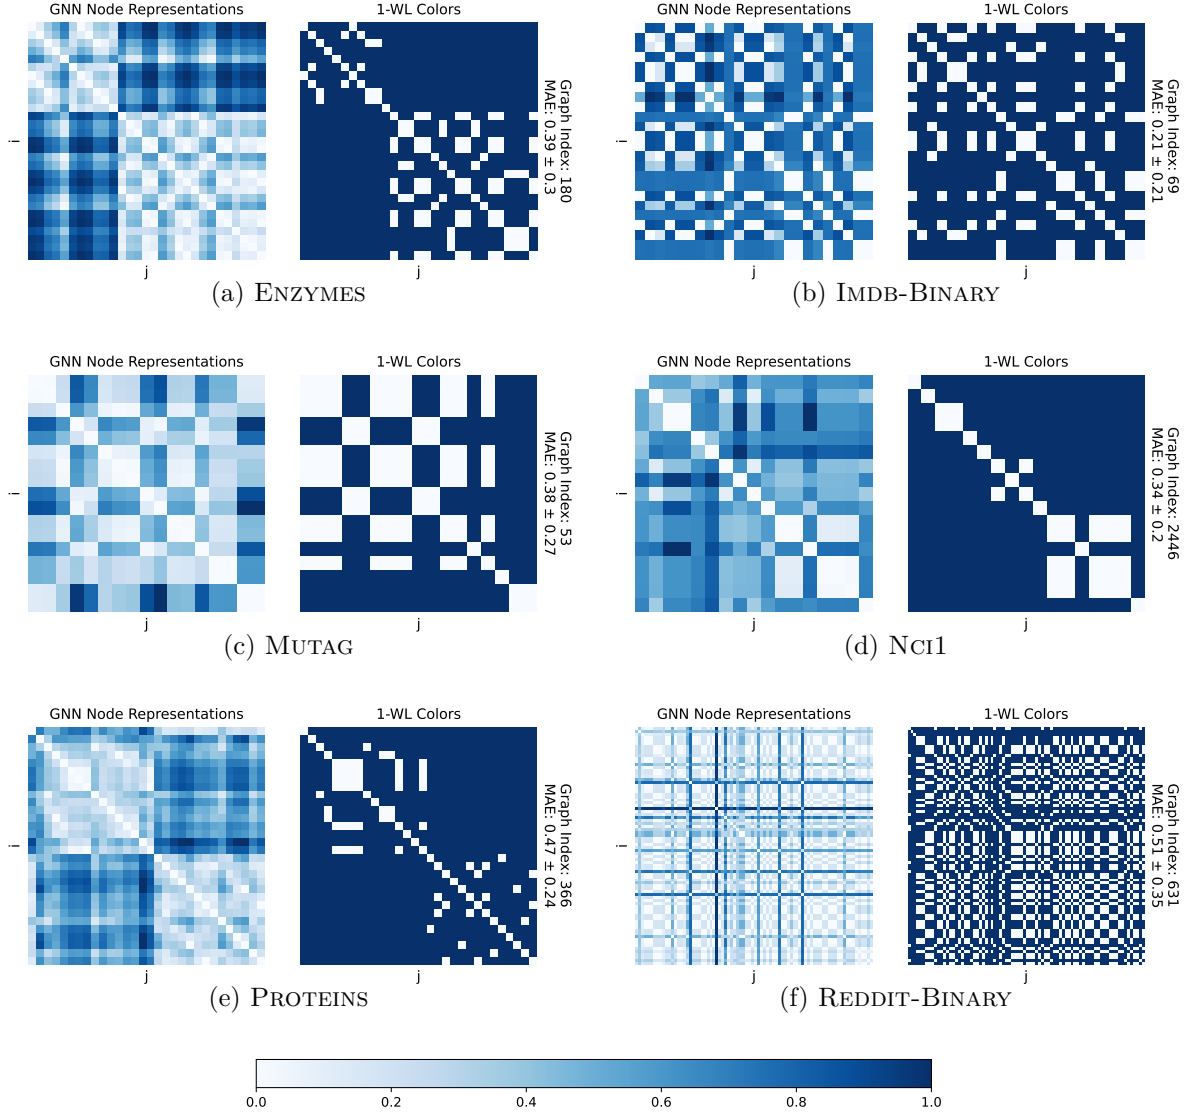 GNN Node Representations
1-WL Colors
i
j
j
Graph Index: 180
MAE: 0.39 ± 0.3
(a) Enzymes
GNN Node Representations
1-WL Colors
i
j
j
Graph Index: 69
MAE: 0.21 ± 0.21
(b) Imdb-Binary
GNN Node Representations
1-WL Colors
i
j
j
Graph Index: 53
MAE: 0.38 ± 0.27
(c) Mutag
GNN Node Representations
1-WL Colors
i
j
j
Graph Index: 2446
MAE: 0.34 ± 0.2
(d) Nci1
GNN Node Representations
1-WL Colors
i
j
j
Graph Index: 366
MAE: 0.47 ± 0.24
(e) Proteins
GNN Node Representations
1-WL Colors
i
j
j
Graph Index: 631
MAE: 0.51 ± 0.35
(f) Reddit-Binary
0.0 0.2 0.4 0.6 0.8 1.0